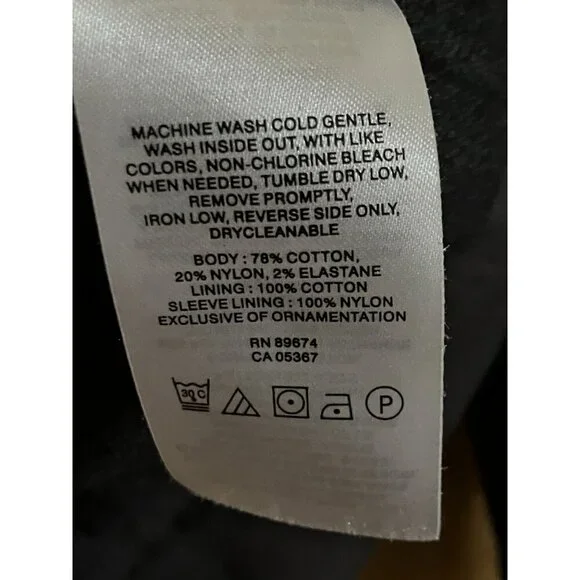 MACHINE WASH COLD GENTLE,
WASH INSIDE OUT, WITH LIKE
COLORS, NON-CHLORINE BLEACH
WHEN NEEDED, TUMBLE DRY LOW,
REMOVE PROMPTLY,
IRON LOW, REVERSE SIDE ONLY,
DRYCLEANABLE
BODY : 78% COTTON,
20% NYLON, 2% ELASTANE
LINING : 100% COTTON
SLEEVE LINING : 100% NYLON
EXCLUSIVE OF ORNAMENTATION
RN 89674
CA 05367
30 C P